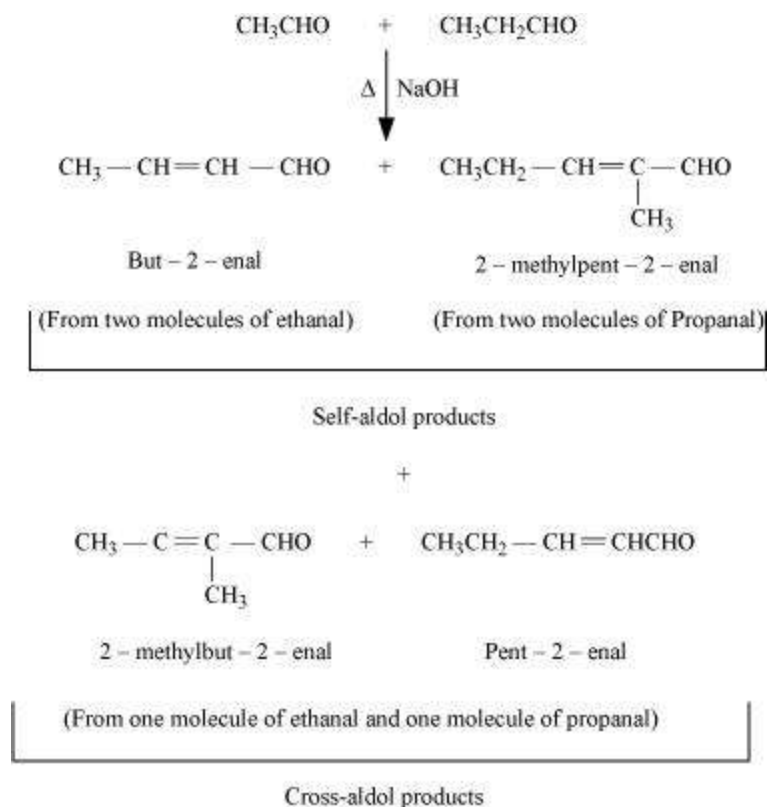 CH₃CHO + CH₃CH₂CHO
Δ NaOH
CH₃ — CH = CH — CHO + CH₃CH₂ — CH = C — CHO
CH₃
But – 2 – enal 2 – methylpent – 2 – enal
(From two molecules of ethanal) (From two molecules of Propanal)
Self-aldol products
+
CH₃ — C = C — CHO + CH₃CH₂ — CH = CHCHO
CH₃
2 – methylbut – 2 – enal Pent – 2 – enal
(From one molecule of ethanal and one molecule of propanal)
Cross-aldol products